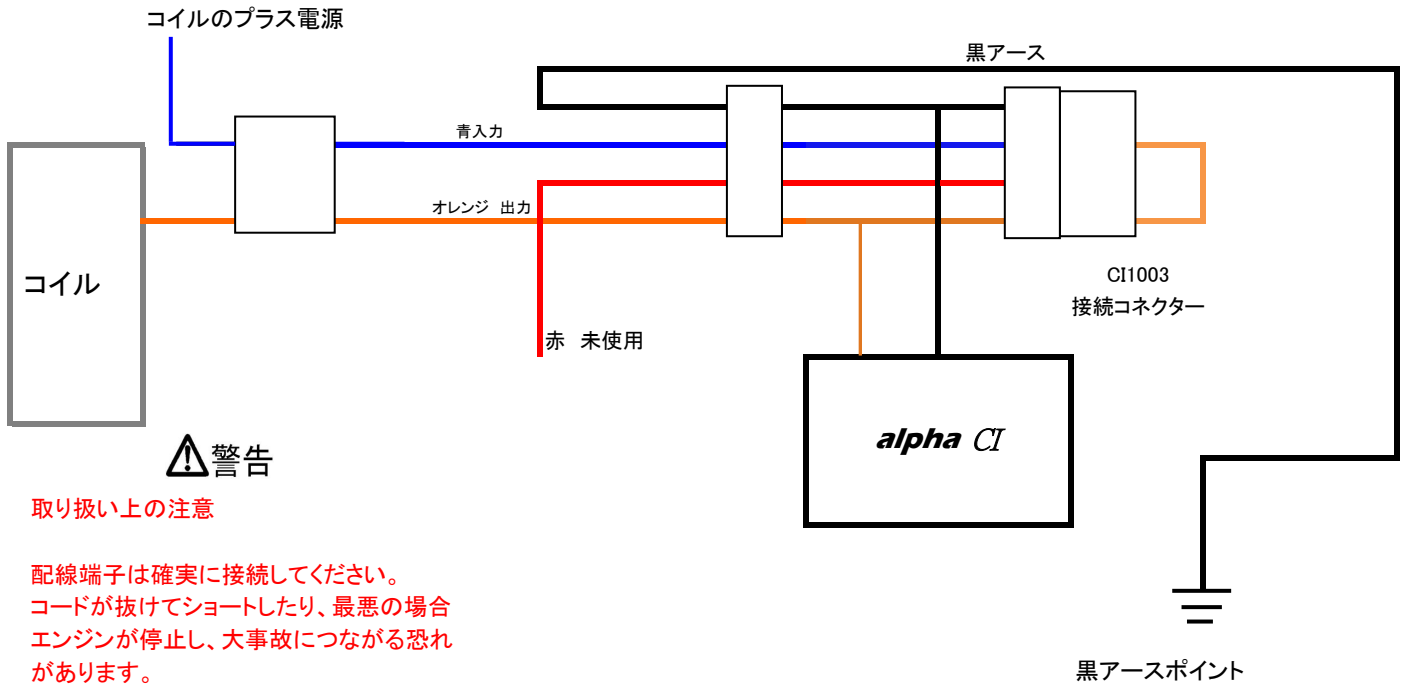 コイルのプラス電源
黒アース
青入力
オレンジ 出力
コイル
CI1003
接続コネクター
赤 未使用
alpha CI
警告
取り扱い上の注意
配線端子は確実に接続してください。
コードが抜けてショートしたり、最悪の場合
エンジンが停止し、大事故につながる恐れ
があります。
黒アースポイント